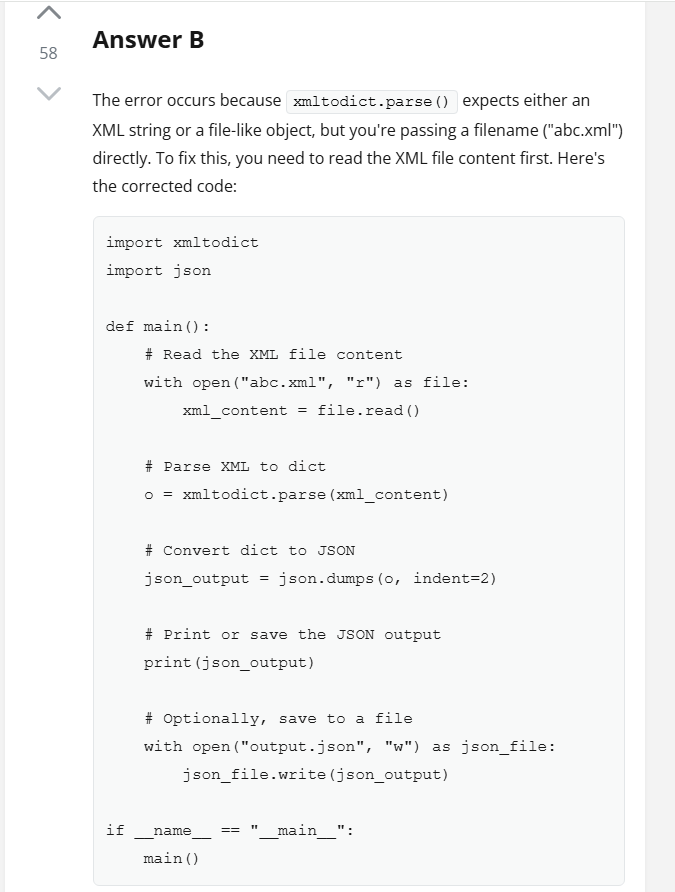 58
Answer B
The error occurs because xmltodict.parse() expects either an
XML string or a file-like object, but you're passing a filename ("abc.xml")
directly. To fix this, you need to read the XML file content first. Here's
the corrected code:
import xmltodict
import json
def main():
    # Read the XML file content
    with open("abc.xml", "r") as file:
        xml_content = file.read()
    # Parse XML to dict
    o = xmltodict.parse(xml_content)
    # Convert dict to JSON
    json_output = json.dumps(o, indent=2)
    # Print or save the JSON output
    print(json_output)
    # Optionally, save to a file
    with open("output.json", "w") as json_file:
        json_file.write(json_output)
if __name__ == "__main__":
    main()